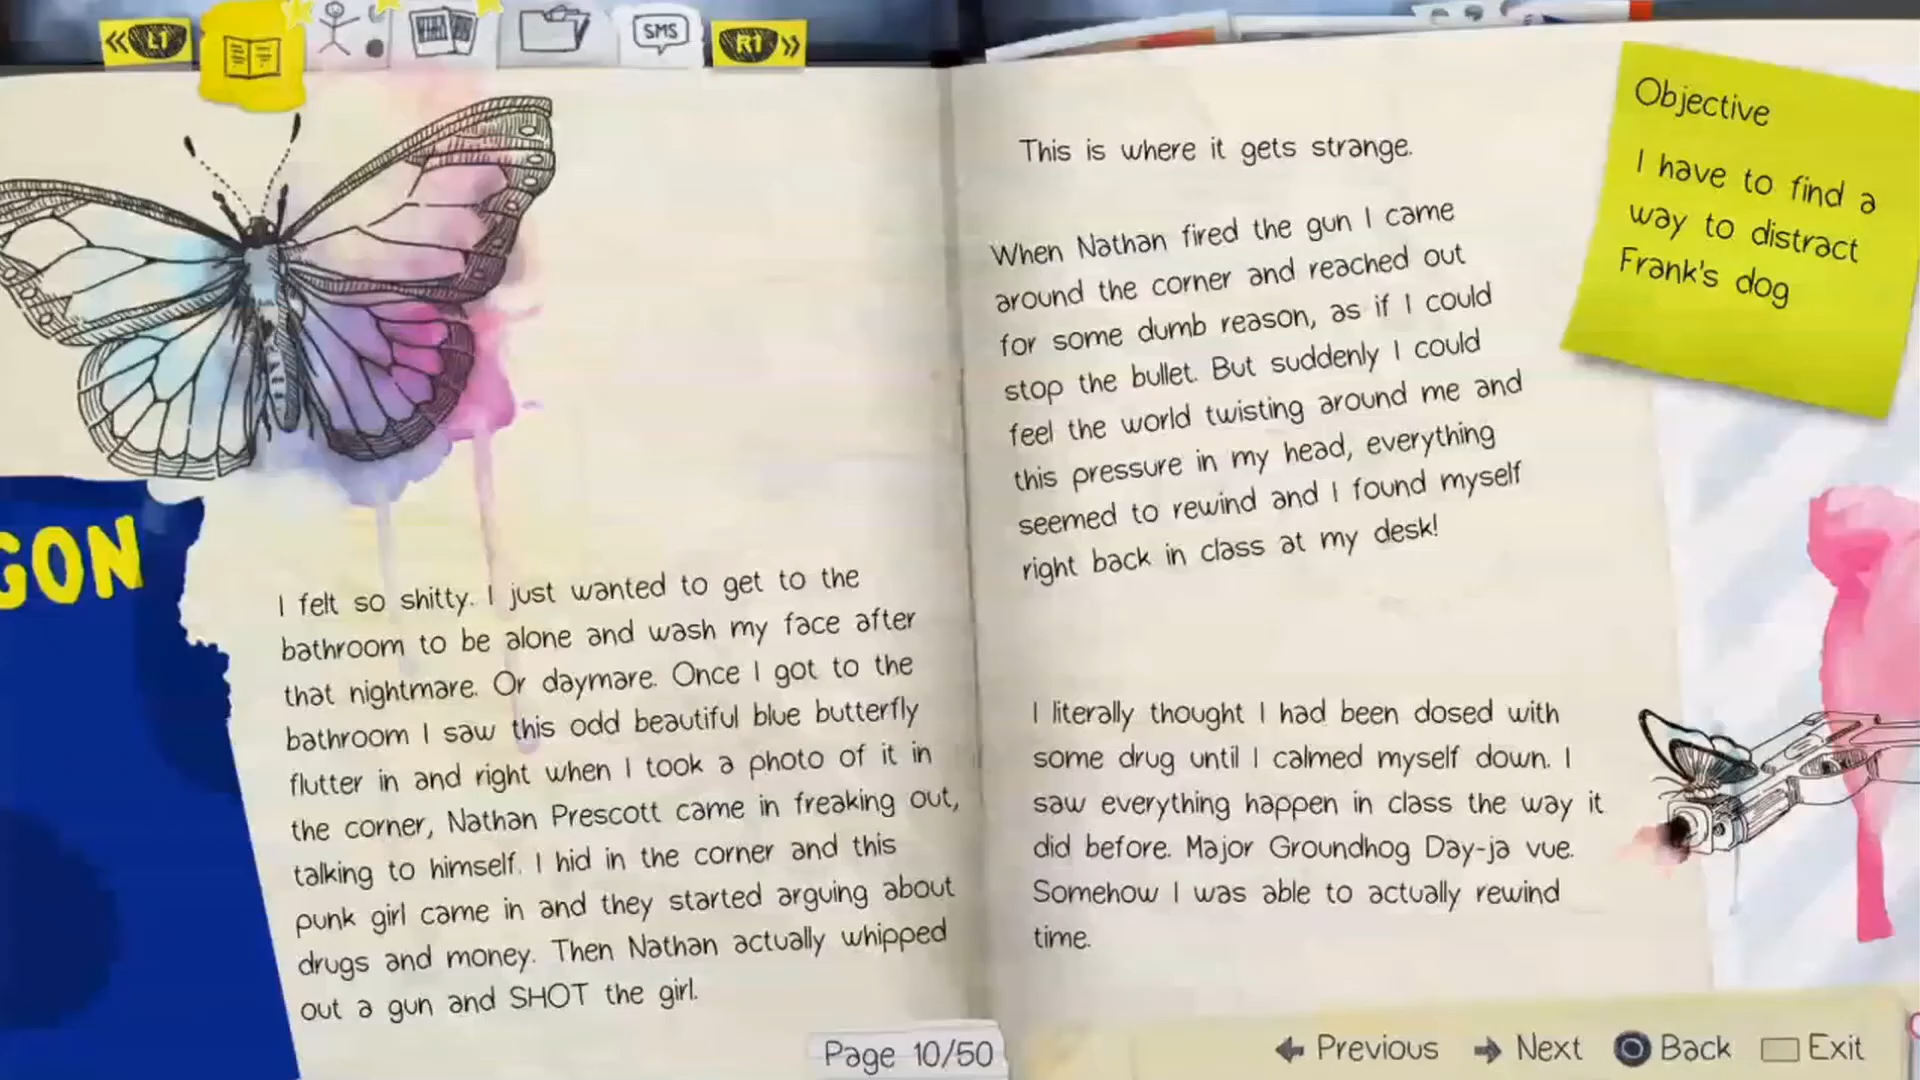 L1
SMS
R1
GON
I felt so shitty. I just wanted to get to the
bathroom to be alone and wash my face after
that nightmare. Or daymare. Once I got to the
bathroom I saw this odd beautiful blue butterfly
flutter in and right when I took a photo of it in
the corner, Nathan Prescott came in freaking out,
talking to himself. I hid in the corner and this
punk girl came in and they started arguing about
drugs and money. Then Nathan actually whipped
out a gun and SHOT the girl.
This is where it gets strange.
When Nathan fired the gun I came
around the corner and reached out
for some dumb reason, as if I could
stop the bullet. But suddenly I could
feel the world twisting around me and
this pressure in my head, everything
seemed to rewind and I found myself
right back in class at my desk!
I literally thought I had been dosed with
some drug until I calmed myself down. I
saw everything happen in class the way it
did before. Major Groundhog Day-ja vue.
Somehow I was able to actually rewind
time.
Objective
I have to find a
way to distract
Frank's dog
Page 10/50
Previous
Next
Back
Exit